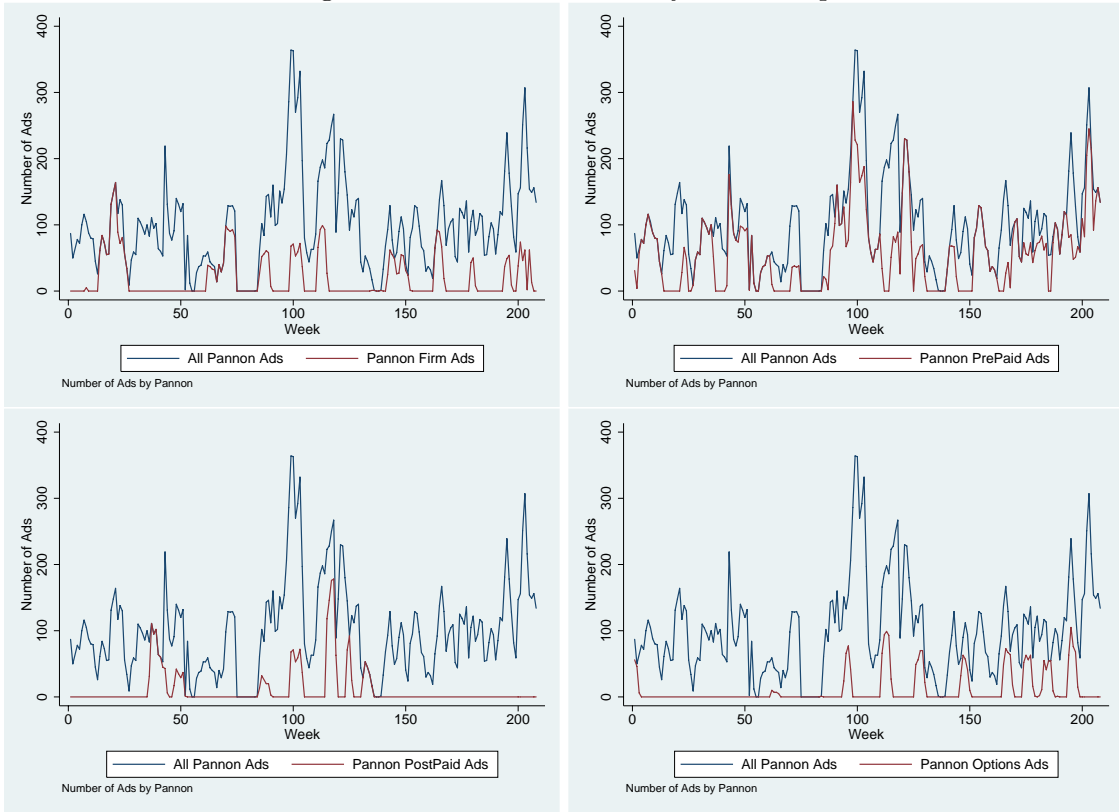 400
300
200
100
0
Number of Ads
0 50 100 150 200
Week
All Pannon Ads Pannon Firm Ads
Number of Ads by Pannon
400
300
200
100
0
Number of Ads
0 50 100 150 200
Week
All Pannon Ads Pannon PrePaid Ads
Number of Ads by Pannon
400
300
200
100
0
Number of Ads
0 50 100 150 200
Week
All Pannon Ads Pannon PostPaid Ads
Number of Ads by Pannon
400
300
200
100
0
Number of Ads
0 50 100 150 200
Week
All Pannon Ads Pannon Options Ads
Number of Ads by Pannon